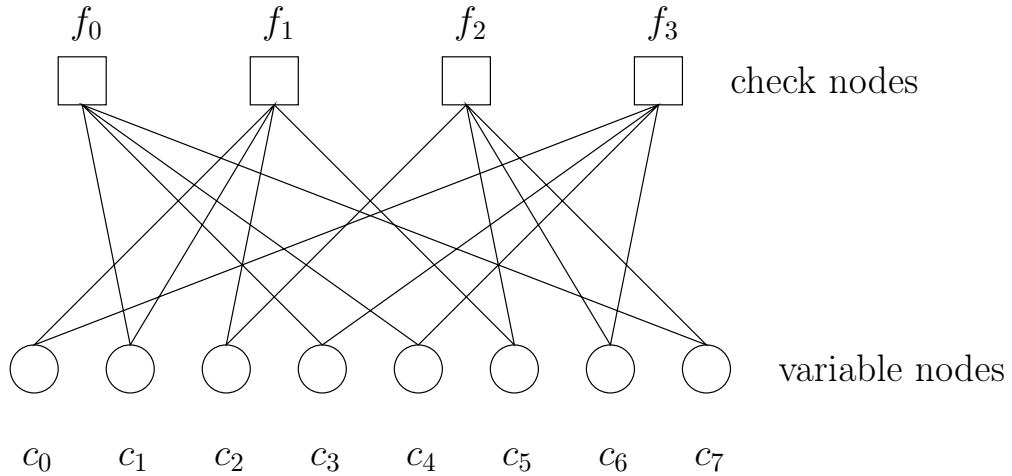 f₀ f₁ f₂ f₃
check nodes
variable nodes
c₀ c₁ c₂ c₃ c₄ c₅ c₆ c₇